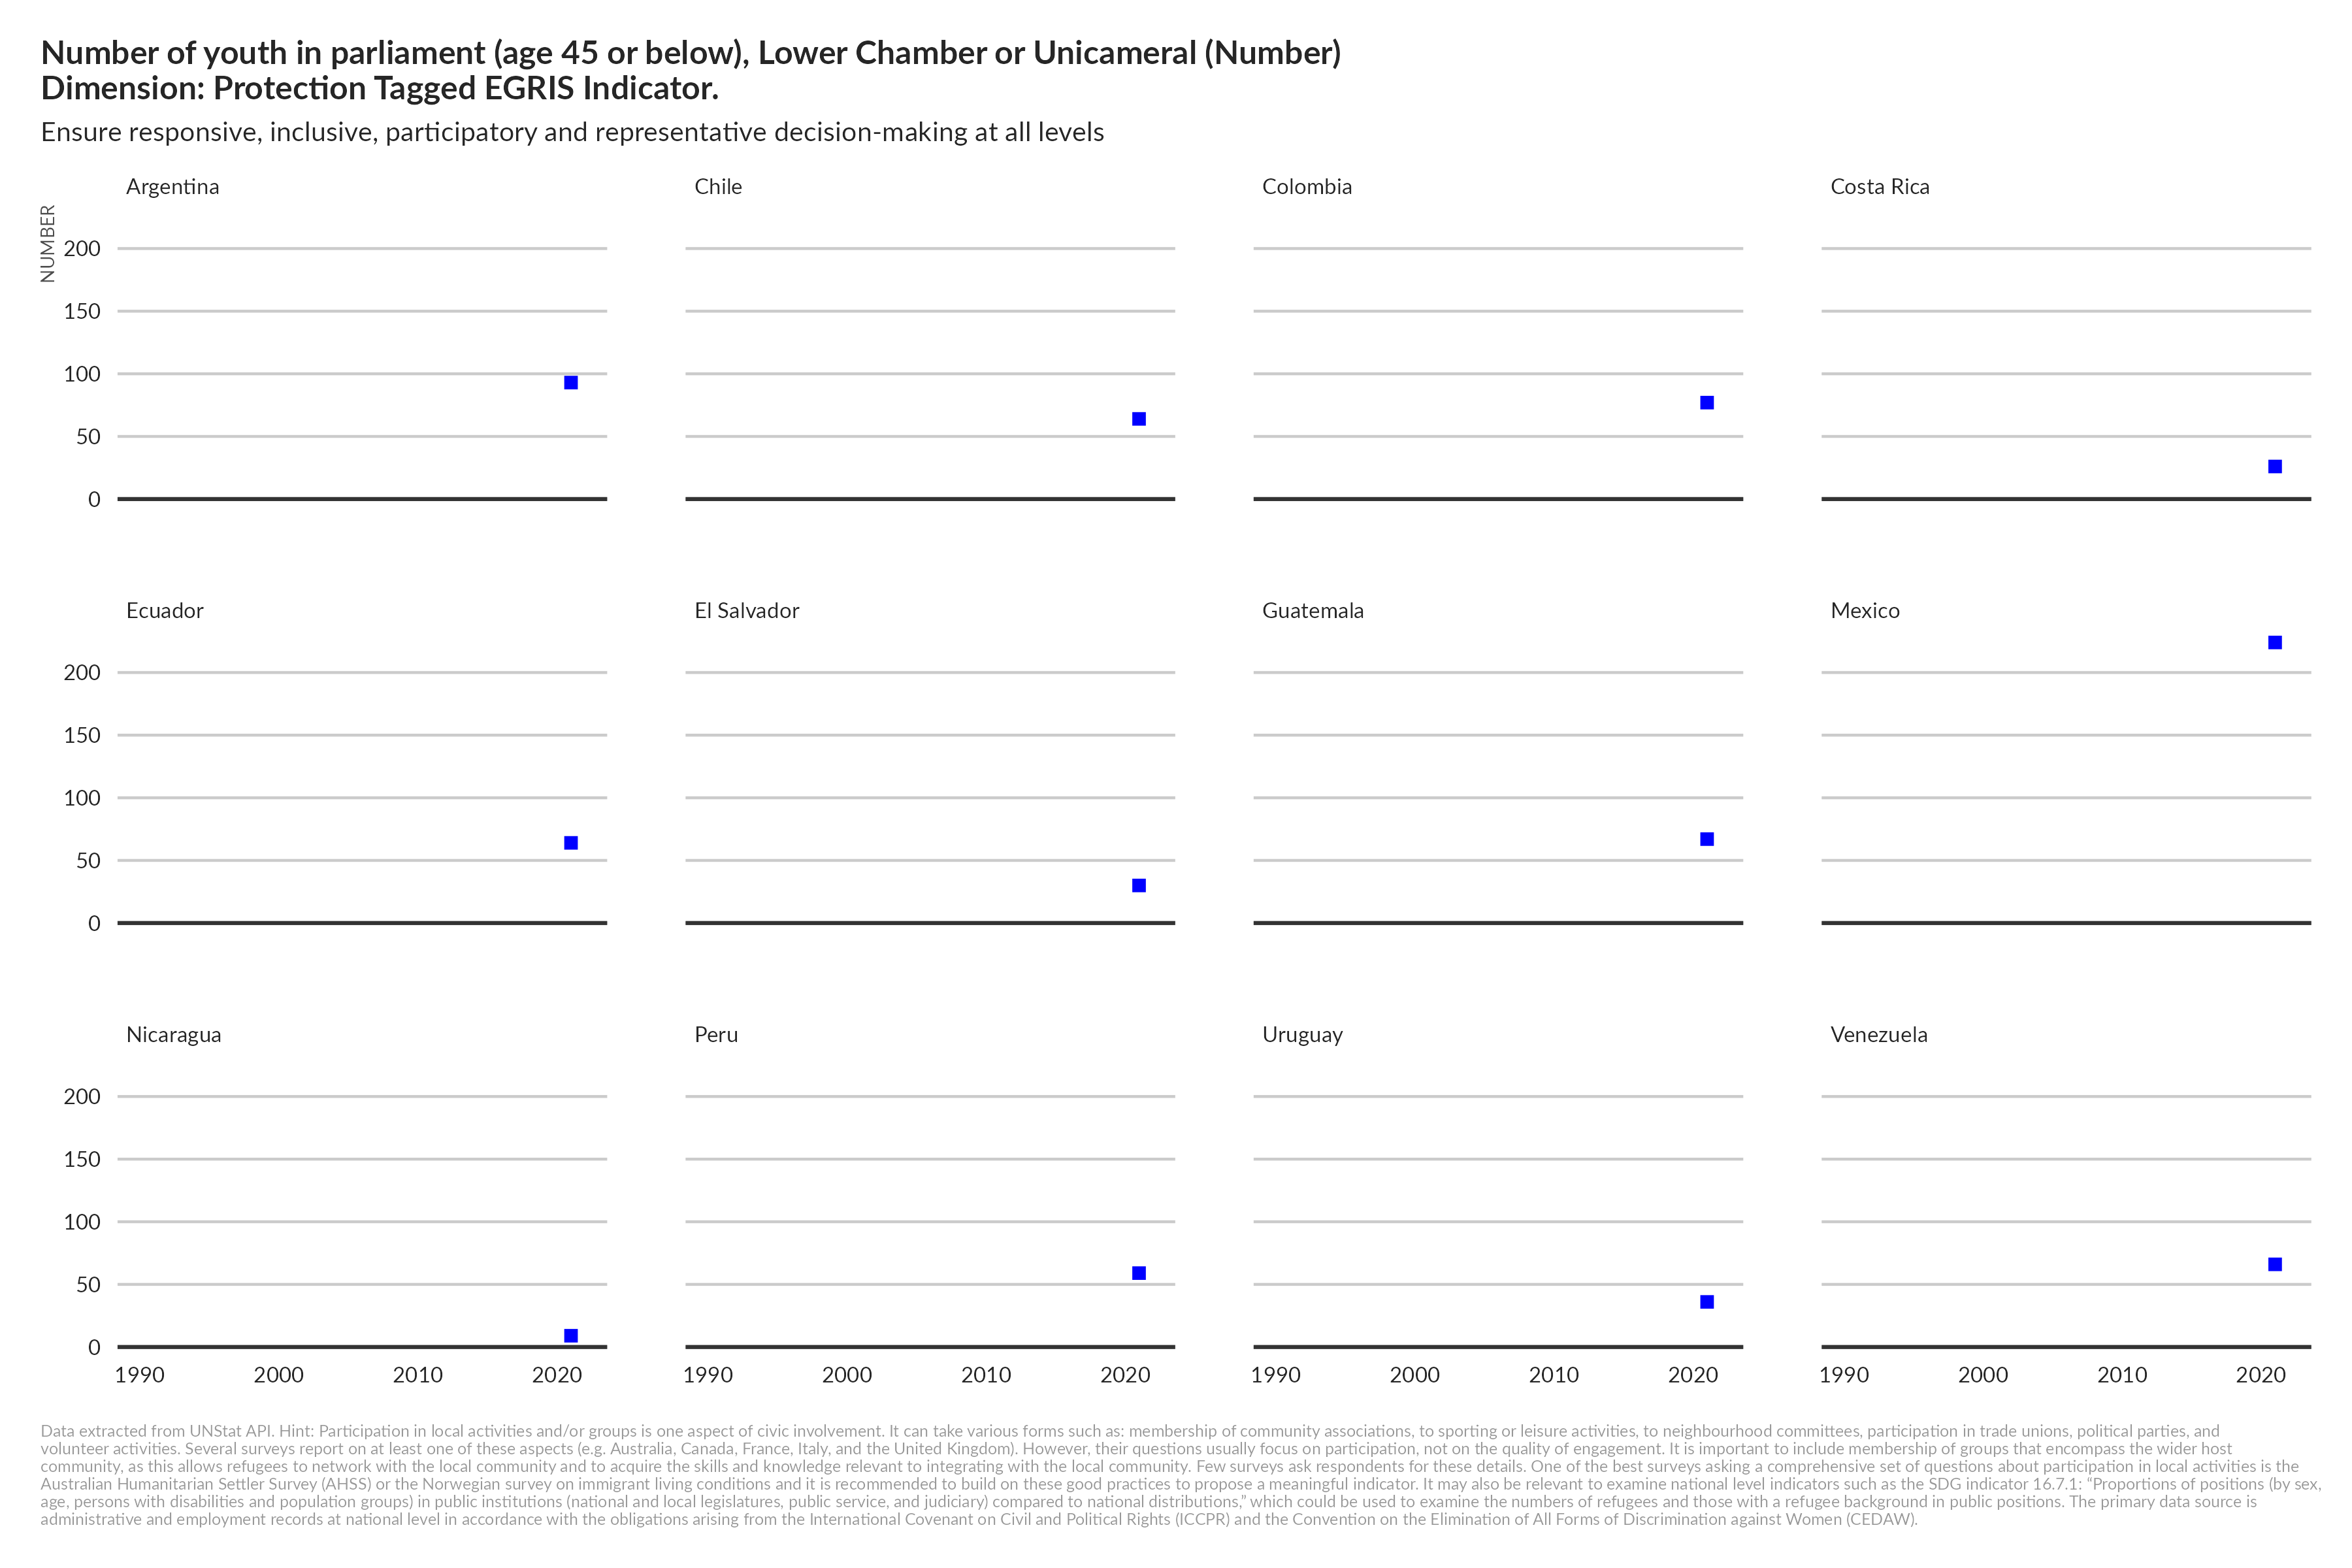 Number of youth in parliament (age 45 or below), Lower Chamber or Unicameral (Number)
Dimension: Protection Tagged EGRIS Indicator.
Ensure responsive, inclusive, participatory and representative decision-making at all levels
Argentina
Chile
Colombia
Costa Rica
NUMBER
200
150
100
50
0
Ecuador
El Salvador
Guatemala
Mexico
200
150
100
50
0
Nicaragua
Peru
Uruguay
Venezuela
200
150
100
50
0
1990 2000 2010 2020
1990 2000 2010 2020
1990 2000 2010 2020
1990 2000 2010 2020
Data extracted from UNStat API. Hint: Participation in local activities and/or groups is one aspect of civic involvement. It can take various forms such as: membership of community associations, to sporting or leisure activities, to neighbourhood committees, participation in trade unions, political parties, and
volunteer activities. Several surveys report on at least one of these aspects (e.g. Australia, Canada, France, Italy, and the United Kingdom). However, their questions usually focus on participation, not on the quality of engagement. It is important to include membership of groups that encompass the wider host
community, as this allows refugees to network with the local community and to acquire the skills and knowledge relevant to integrating with the local community. Few surveys ask respondents for these details. One of the best surveys asking a comprehensive set of questions about participation in local activities is the
Australian Humanitarian Settler Survey (AHSS) or the Norwegian survey on immigrant living conditions and it is recommended to build on these good practices to propose a meaningful indicator. It may also be relevant to examine national level indicators such as the SDG indicator 16.7.1: “Proportions of positions (by sex,
age, persons with disabilities and population groups) in public institutions (national and local legislatures, public service, and judiciary) compared to national distributions,” which could be used to examine the numbers of refugees and those with a refugee background in public positions. The primary data source is
administrative and employment records at national level in accordance with the obligations arising from the International Covenant on Civil and Political Rights (ICCPR) and the Convention on the Elimination of All Forms of Discrimination against Women (CEDAW).